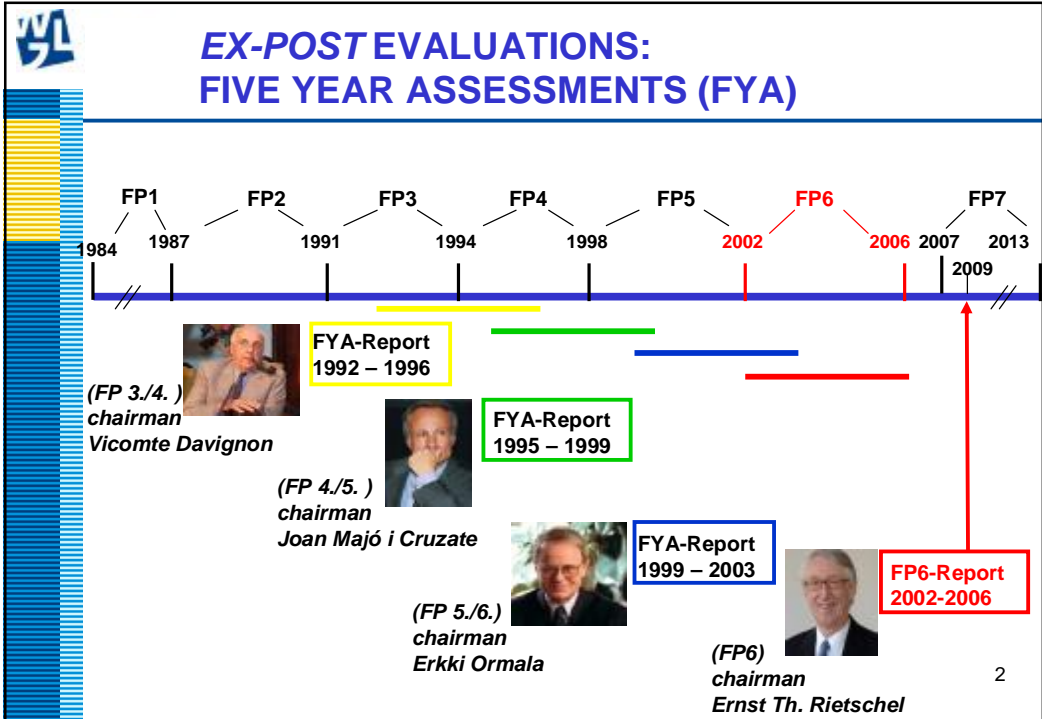 EX-POST EVALUATIONS:
FIVE YEAR ASSESSMENTS (FYA)
FP1 FP2 FP3 FP4 FP5 FP6 FP7
1984 1987 1991 1994 1998 2002 2006 2007 2013
2009
FYA-Report
1992 – 1996
(FP 3./4. )
chairman
Vicomte Davignon
FYA-Report
1995 – 1999
(FP 4./5. )
chairman
Joan Majó i Cruzate
FYA-Report
1999 – 2003
(FP 5./6.)
chairman
Erkki Ormala
FP6-Report
2002-2006
(FP6)
chairman
Ernst Th. Rietschel
2